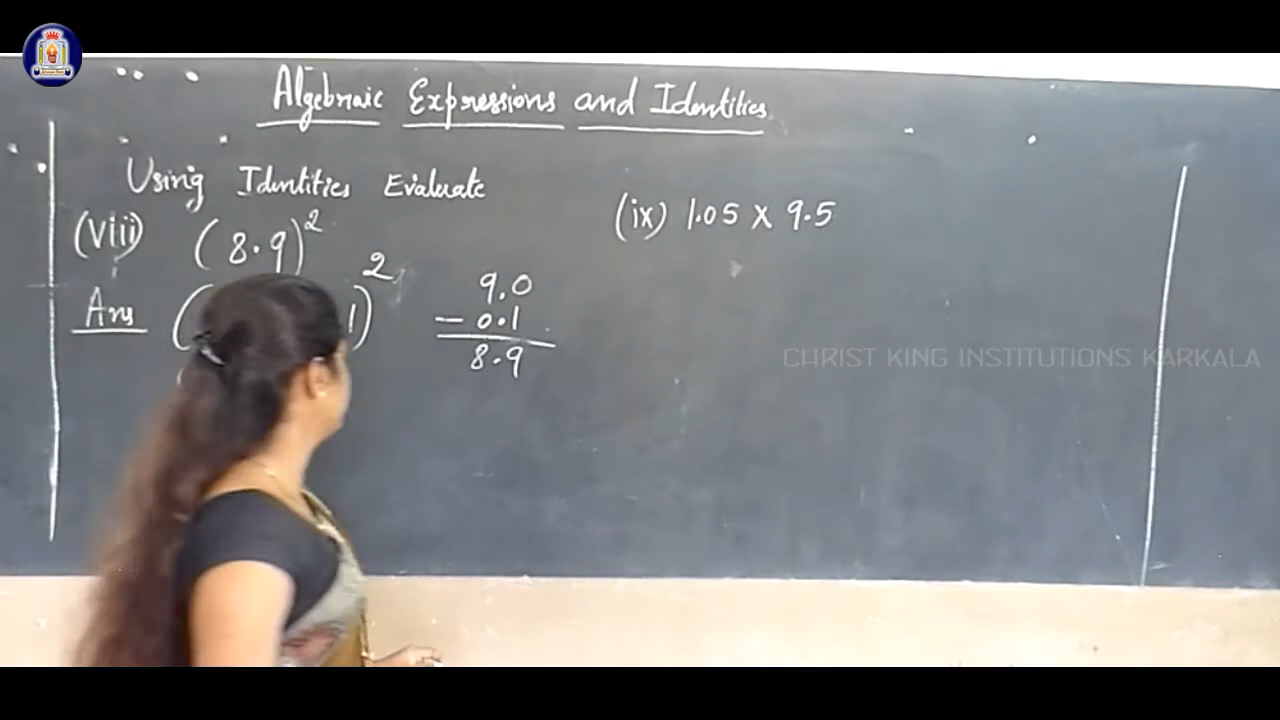 Algebraic Expressions and Identities
Using Identities Evaluate
(viii) (8.9)²
(ix) 1.05 x 9.5
Ans ( 1)²
9.0
- 0.1
8.9
CHRIST KING INSTITUTIONS KARKALA